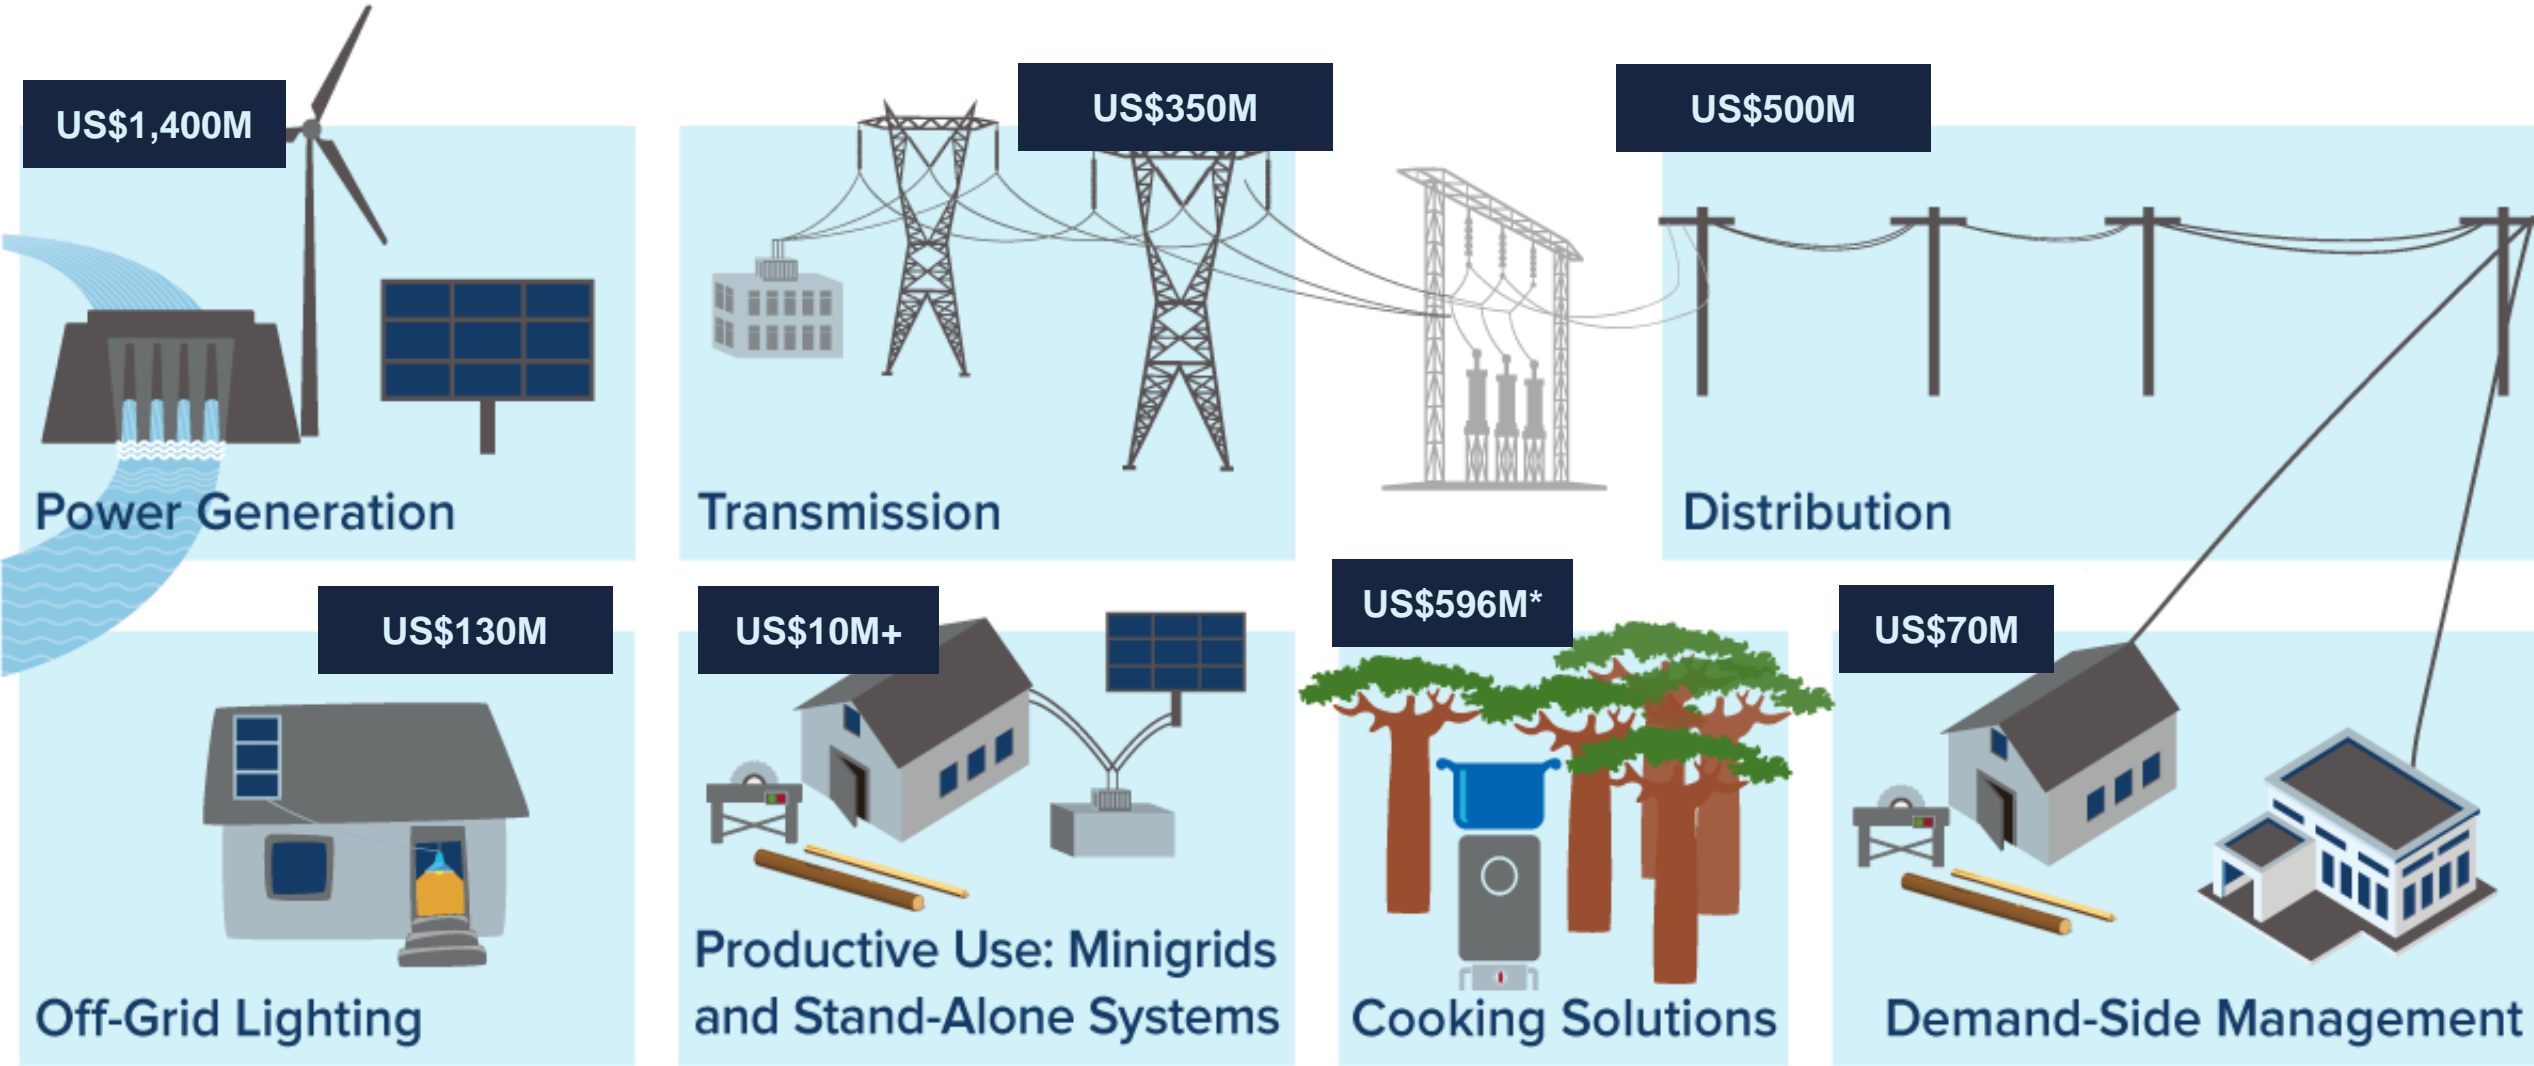 US$1,400M
US$350M
US$500M
Power Generation
Transmission
Distribution
US$130M
US$10M+
US$596M*
US$70M
Off-Grid Lighting
Productive Use: Minigrids
and Stand-Alone Systems
Cooking Solutions
Demand-Side Management